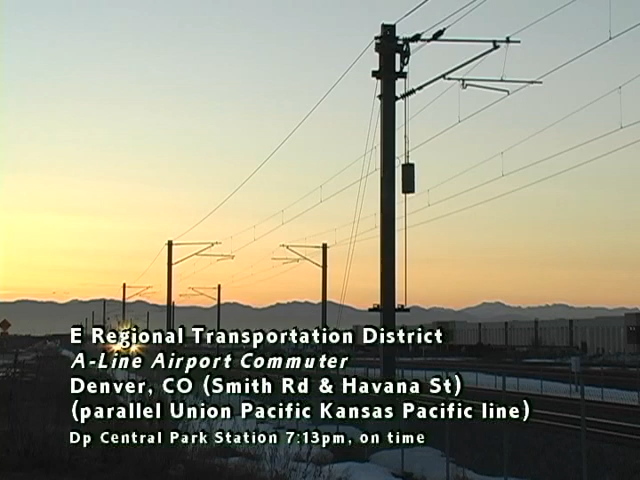 E Regional Transportation District
A-Line Airport Commuter
Denver, CO (Smith Rd & Havana St)
(parallel Union Pacific Kansas Pacific line)
Dp Central Park Station 7:13pm, on time